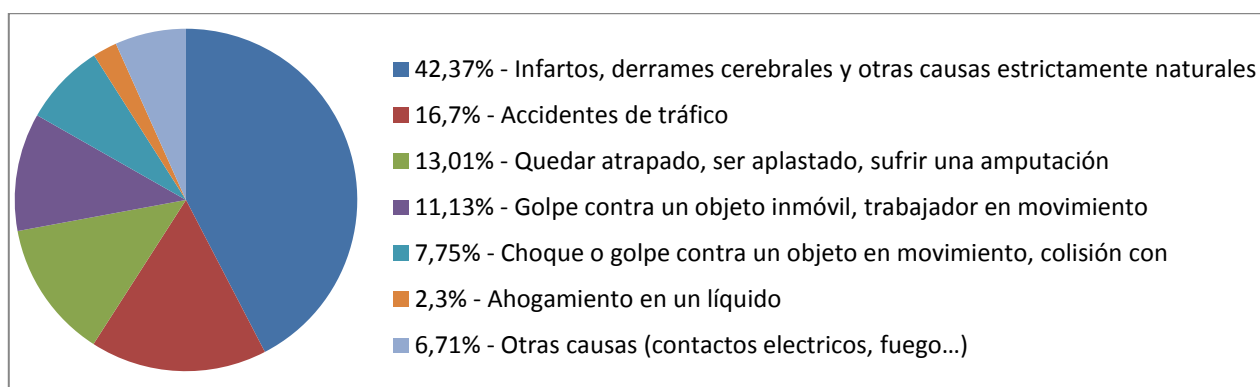 42,37% - Infartos, derrames cerebrales y otras causas estrictamente naturales
16,7% - Accidentes de tráfico
13,01% - Quedar atrapado, ser aplastado, sufrir una amputación
11,13% - Golpe contra un objeto inmóvil, trabajador en movimiento
7,75% - Choque o golpe contra un objeto en movimiento, colisión con
2,3% - Ahogamiento en un líquido
6,71% - Otras causas (contactos electricos, fuego…)